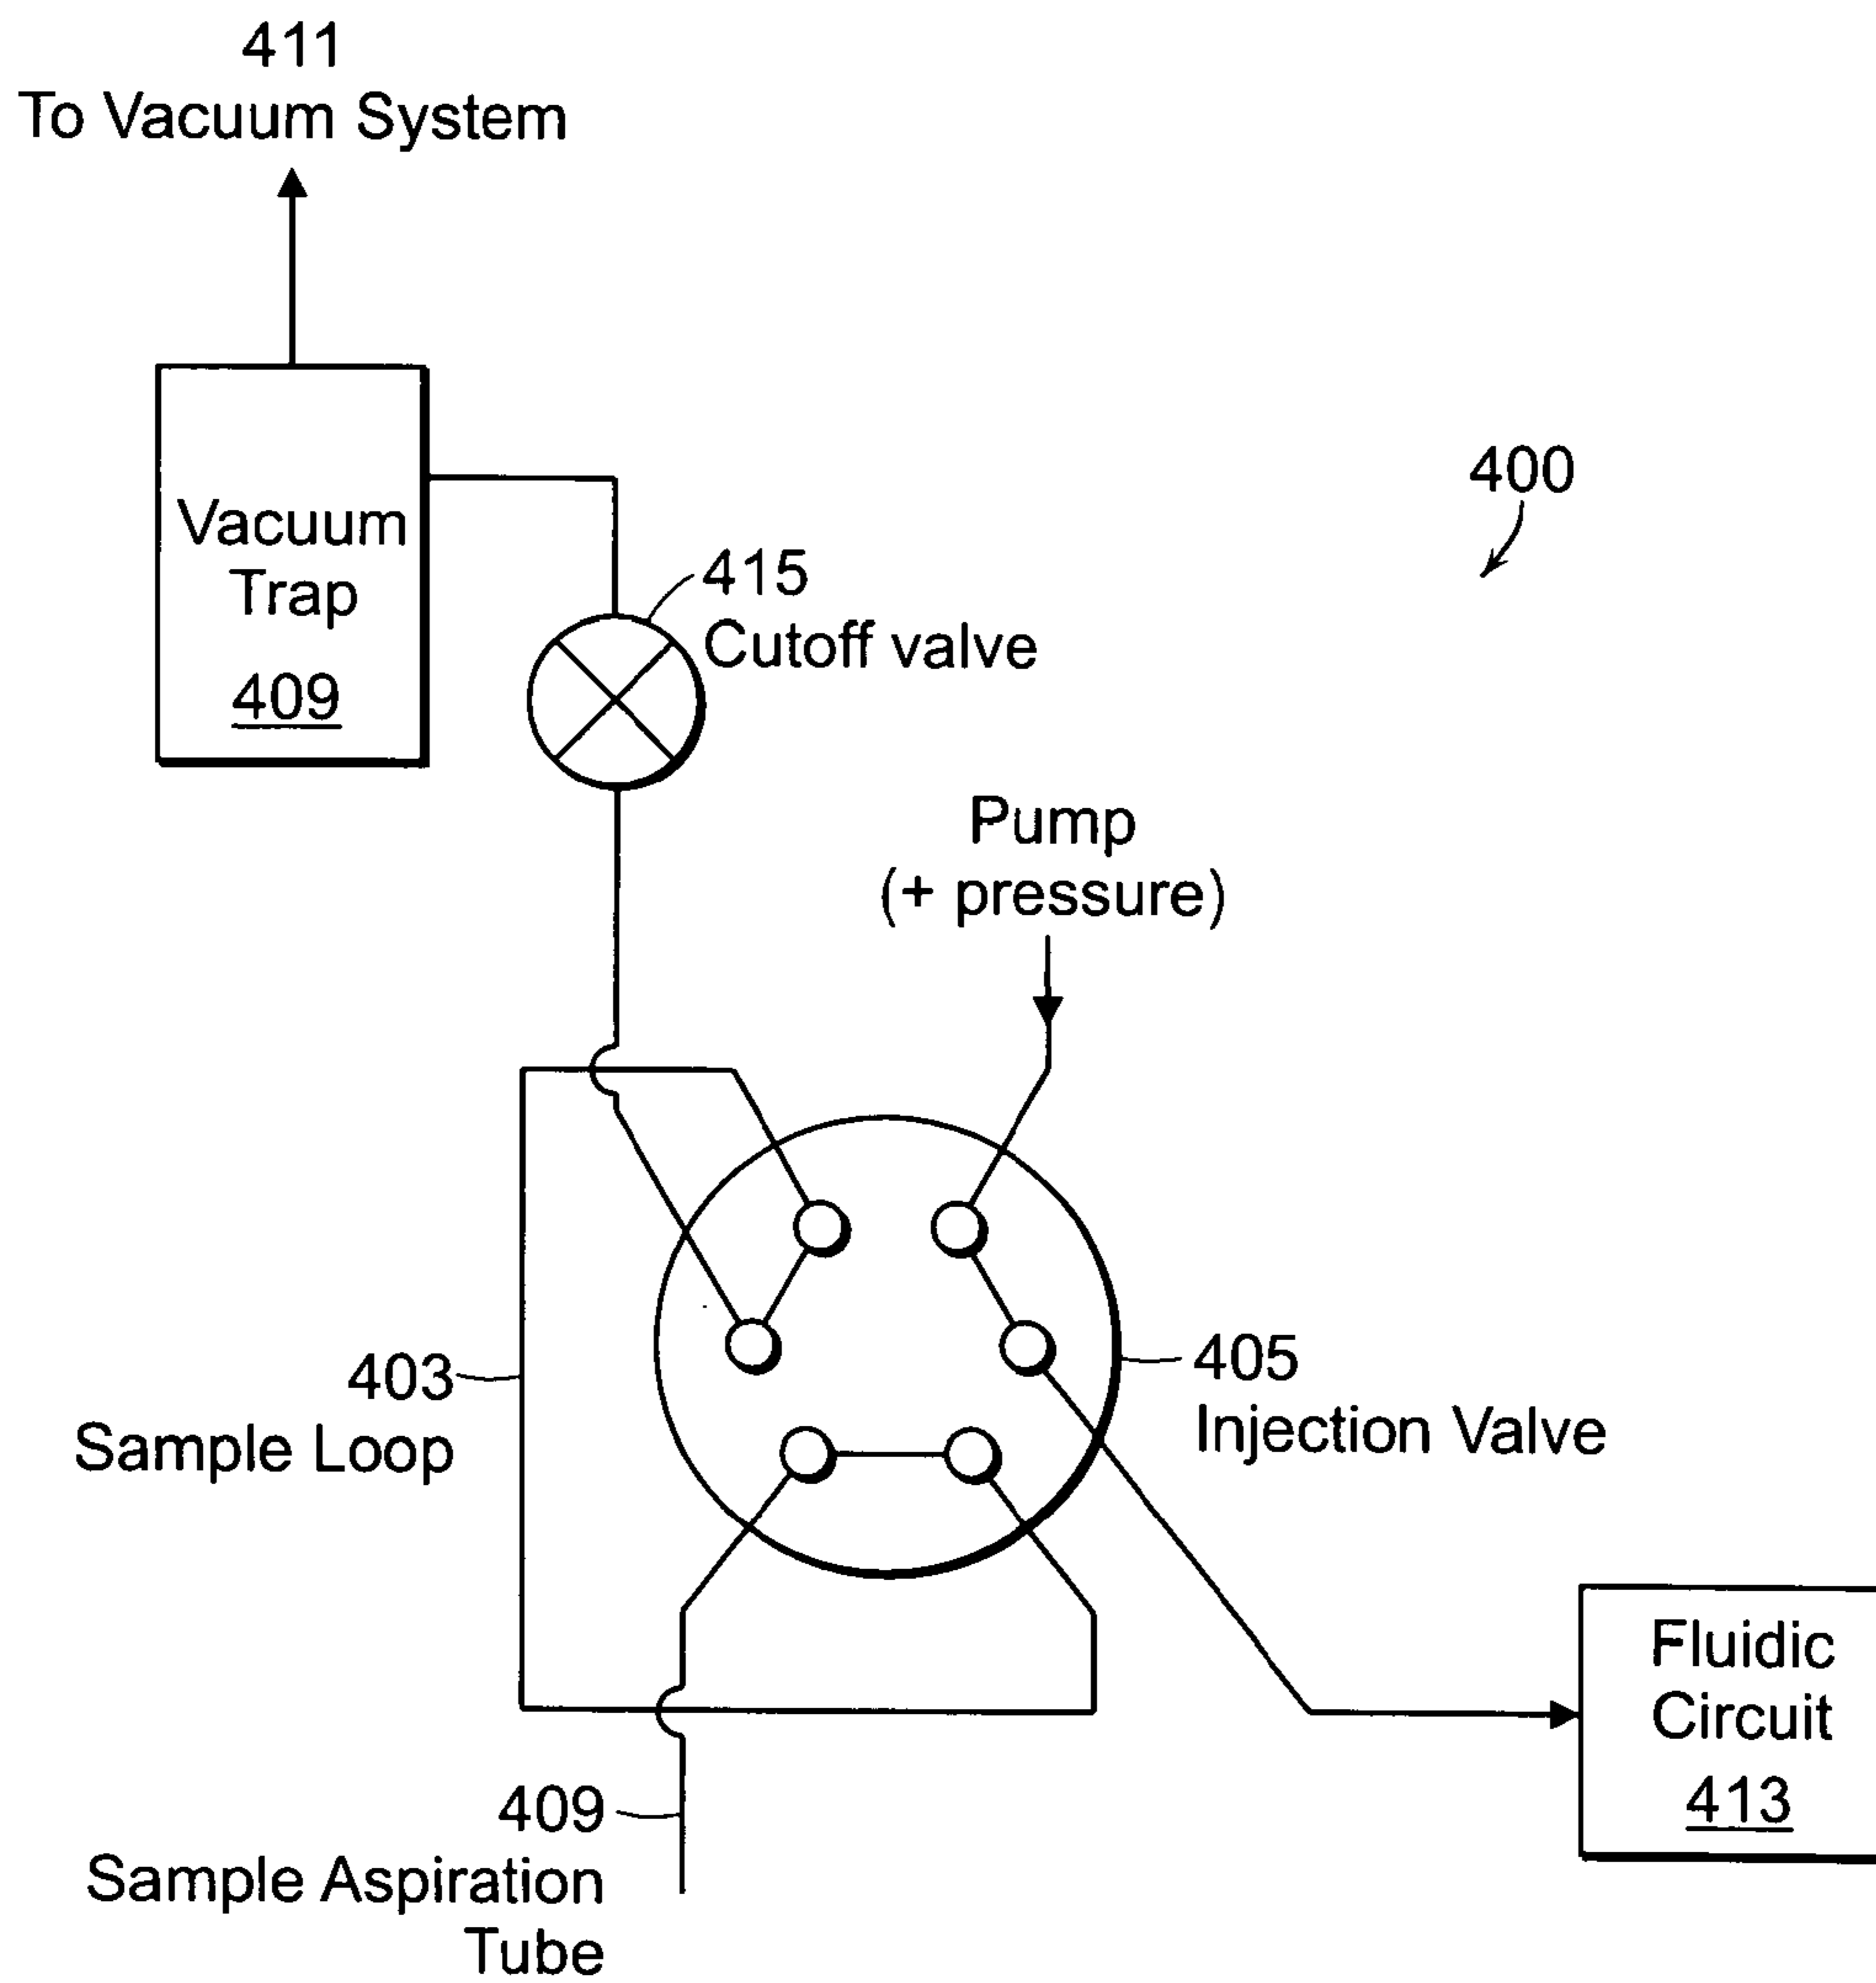 411
To Vacuum System
400
Vacuum
Trap
409
415
Cutoff valve
Pump
(+ pressure)
403
Sample Loop
405
Injection Valve
Fluidic
Circuit
413
409
Sample Aspiration
Tube